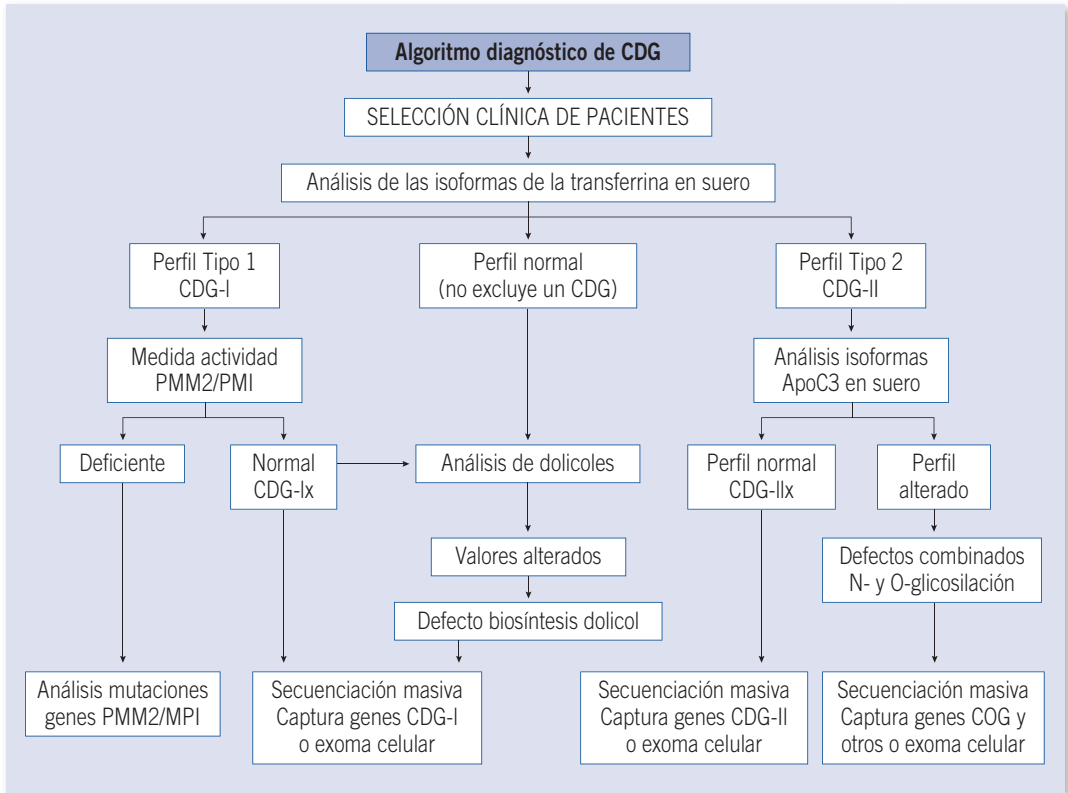 Algoritmo diagnóstico de CDG
SELECCIÓN CLÍNICA DE PACIENTES
Análisis de las isoformas de la transferrina en suero
Perfil Tipo 1
CDG-I
Perfil normal
(no excluye un CDG)
Perfil Tipo 2
CDG-II
Medida actividad
PMM2/PMI
Análisis isoformas
ApoC3 en suero
Deficiente
Normal
CDG-Ix
Análisis de dolicoles
Perfil normal
CDG-IIx
Perfil
alterado
Valores alterados
Defectos combinados
N- y O-glicosilación
Defecto biosíntesis dolicol
Análisis mutaciones
genes PMM2/MPI
Secuenciación masiva
Captura genes CDG-I
o exoma celular
Secuenciación masiva
Captura genes CDG-II
o exoma celular
Secuenciación masiva
Captura genes COG y
otros o exoma celular